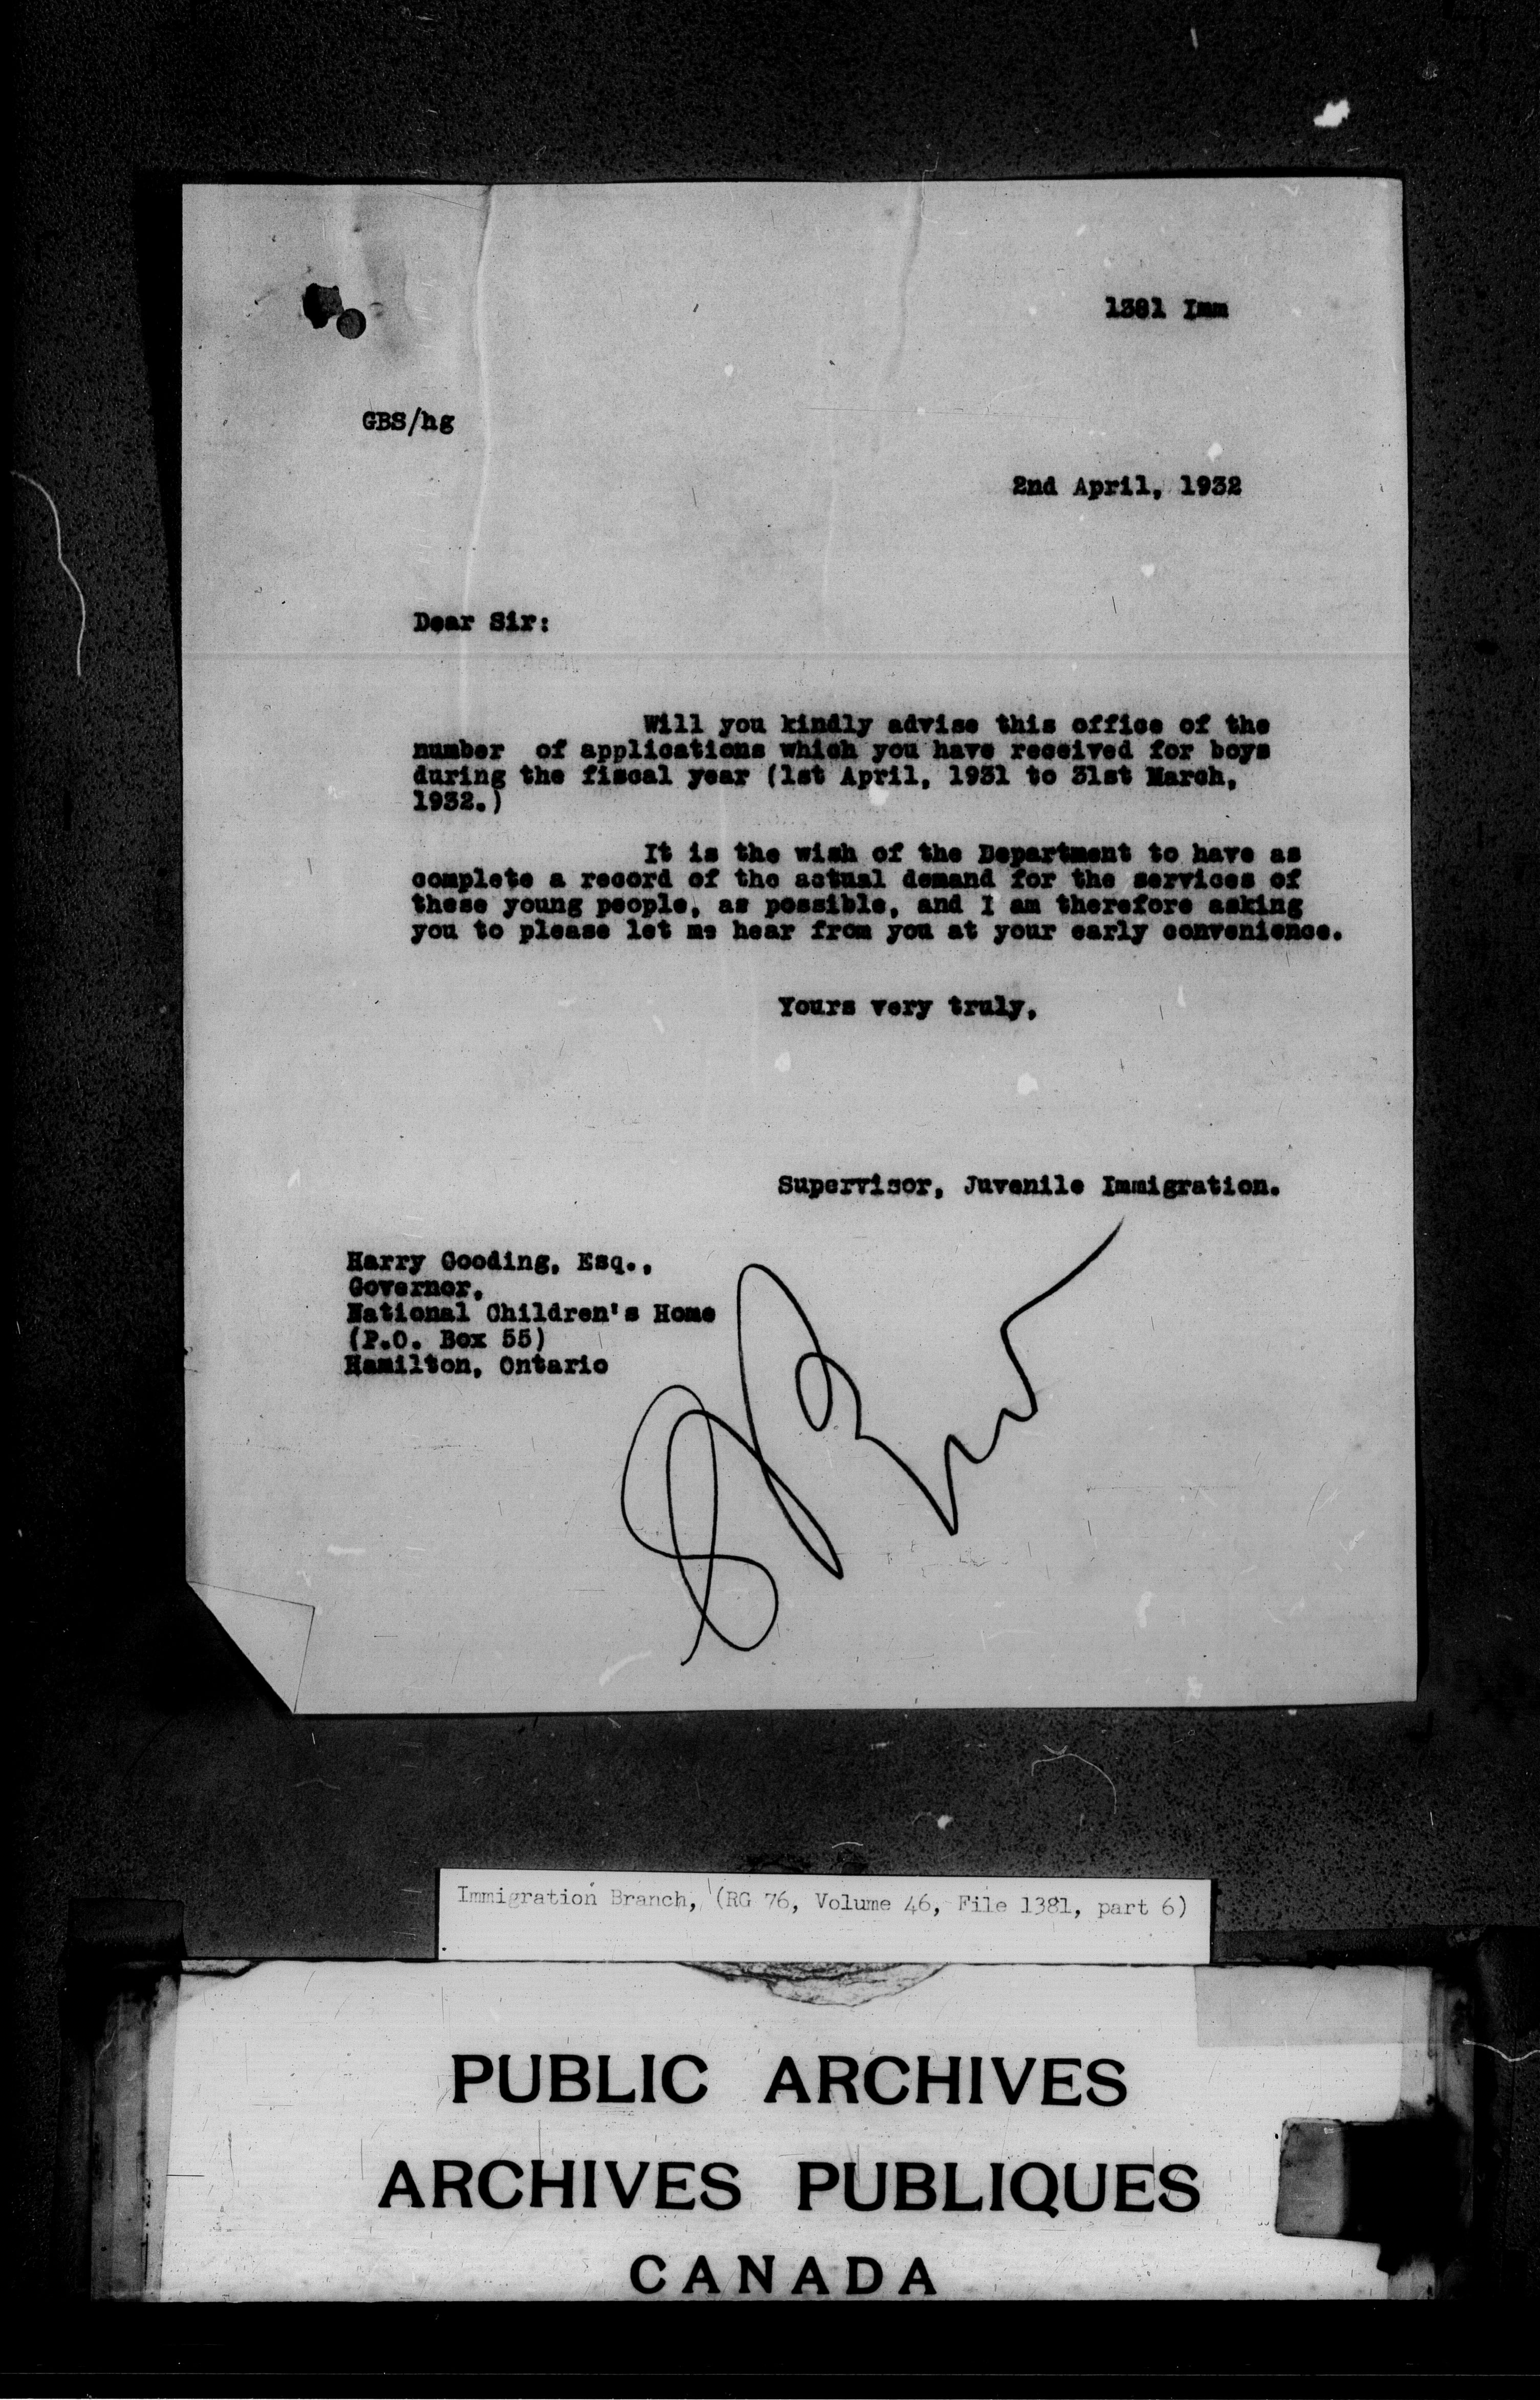 1381 Imm
GBS/hg
2nd April, 1932
Dear Sir:
Will you kindly advise this office of the
number of applications which you have received for boys
during the fiscal year (1st April, 1931 to 31st March,
1932.)
It is the wish of the Department to have as
complete a record of the actual demand for the services of
these young people, as possible, and I am therefore asking
you to please let me hear from you at your early convenience.
Yours very truly,
Supervisor, Juvenile Immigration.
Harry Gooding, Esq.,
Governor,
National Children's Home
(P.O. Box 55)
Hamilton, Ontario
Immigration Branch, (RG 76, Volume 46, File 1381, part 6)
PUBLIC ARCHIVES
ARCHIVES PUBLIQUES
CANADA